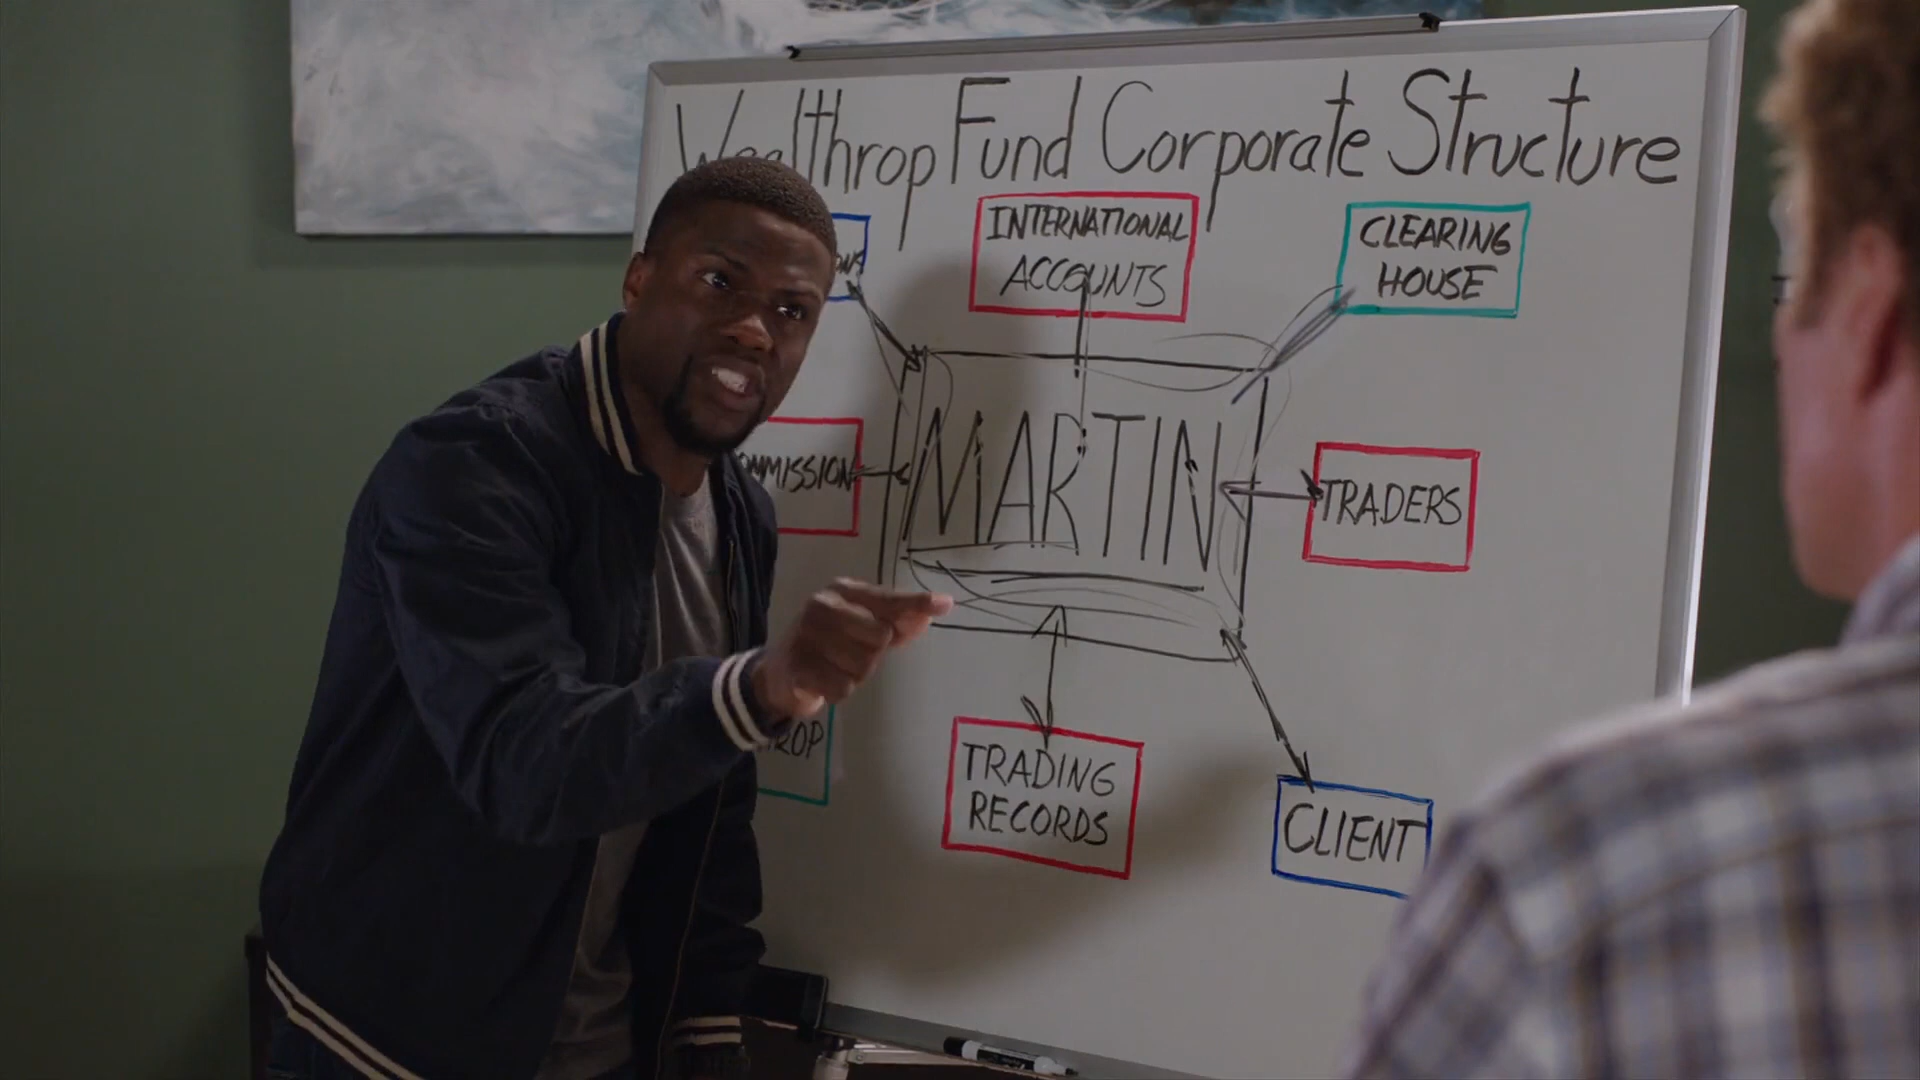 Wealthrop Fund Corporate Structure
INTERNATIONAL
ACCOUNTS
CLEARING
HOUSE
MARTIN
TRADERS
TRADING
RECORDS
CLIENT